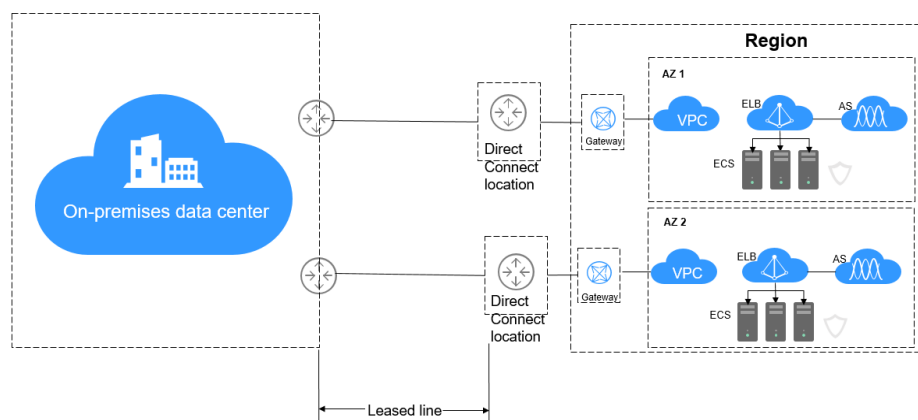 Region
AZ 1
On-premises data center
Direct
Connect
location
Gateway
VPC
ELB
AS
ECS
AZ 2
Direct
Connect
location
Gateway
VPC
ELB
AS
ECS
Leased line